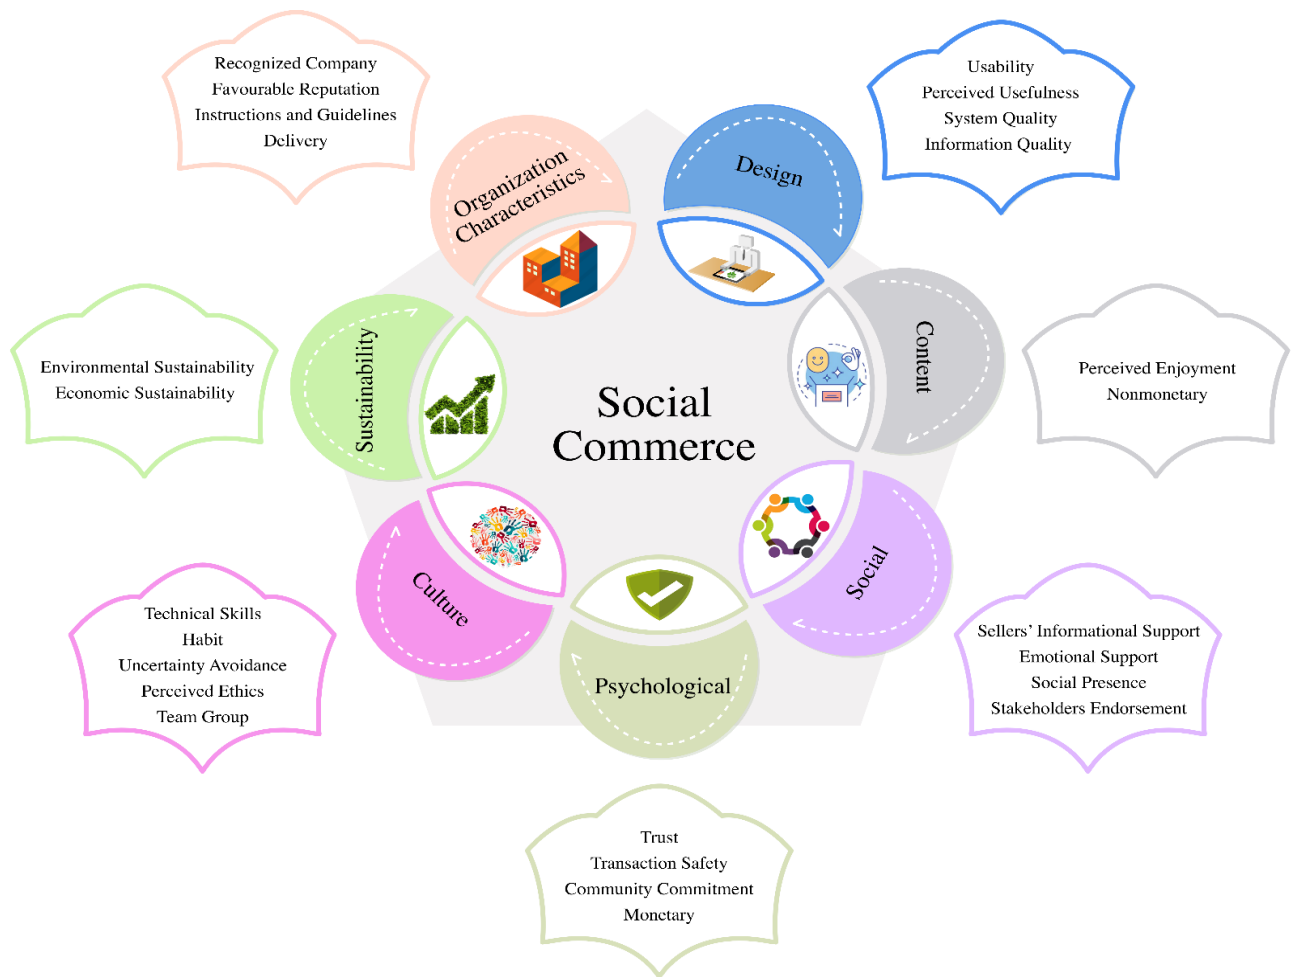 Recognized Company
Favourable Reputation
Instructions and Guidelines
Delivery
Usability
Perceived Usefulness
System Quality
Information Quality
Organization
Characteristics
Design
Environmental Sustainability
Economic Sustainability
Sustainability
Social
Commerce
Content
Perceived Enjoyment
Nonmonetary
Technical Skills
Habit
Uncertainty Avoidance
Perceived Ethics
Team Group
Culture
Psychological
Social
Sellers’ Informational Support
Emotional Support
Social Presence
Stakeholders Endorsement
Trust
Transaction Safety
Community Commitment
Monetary